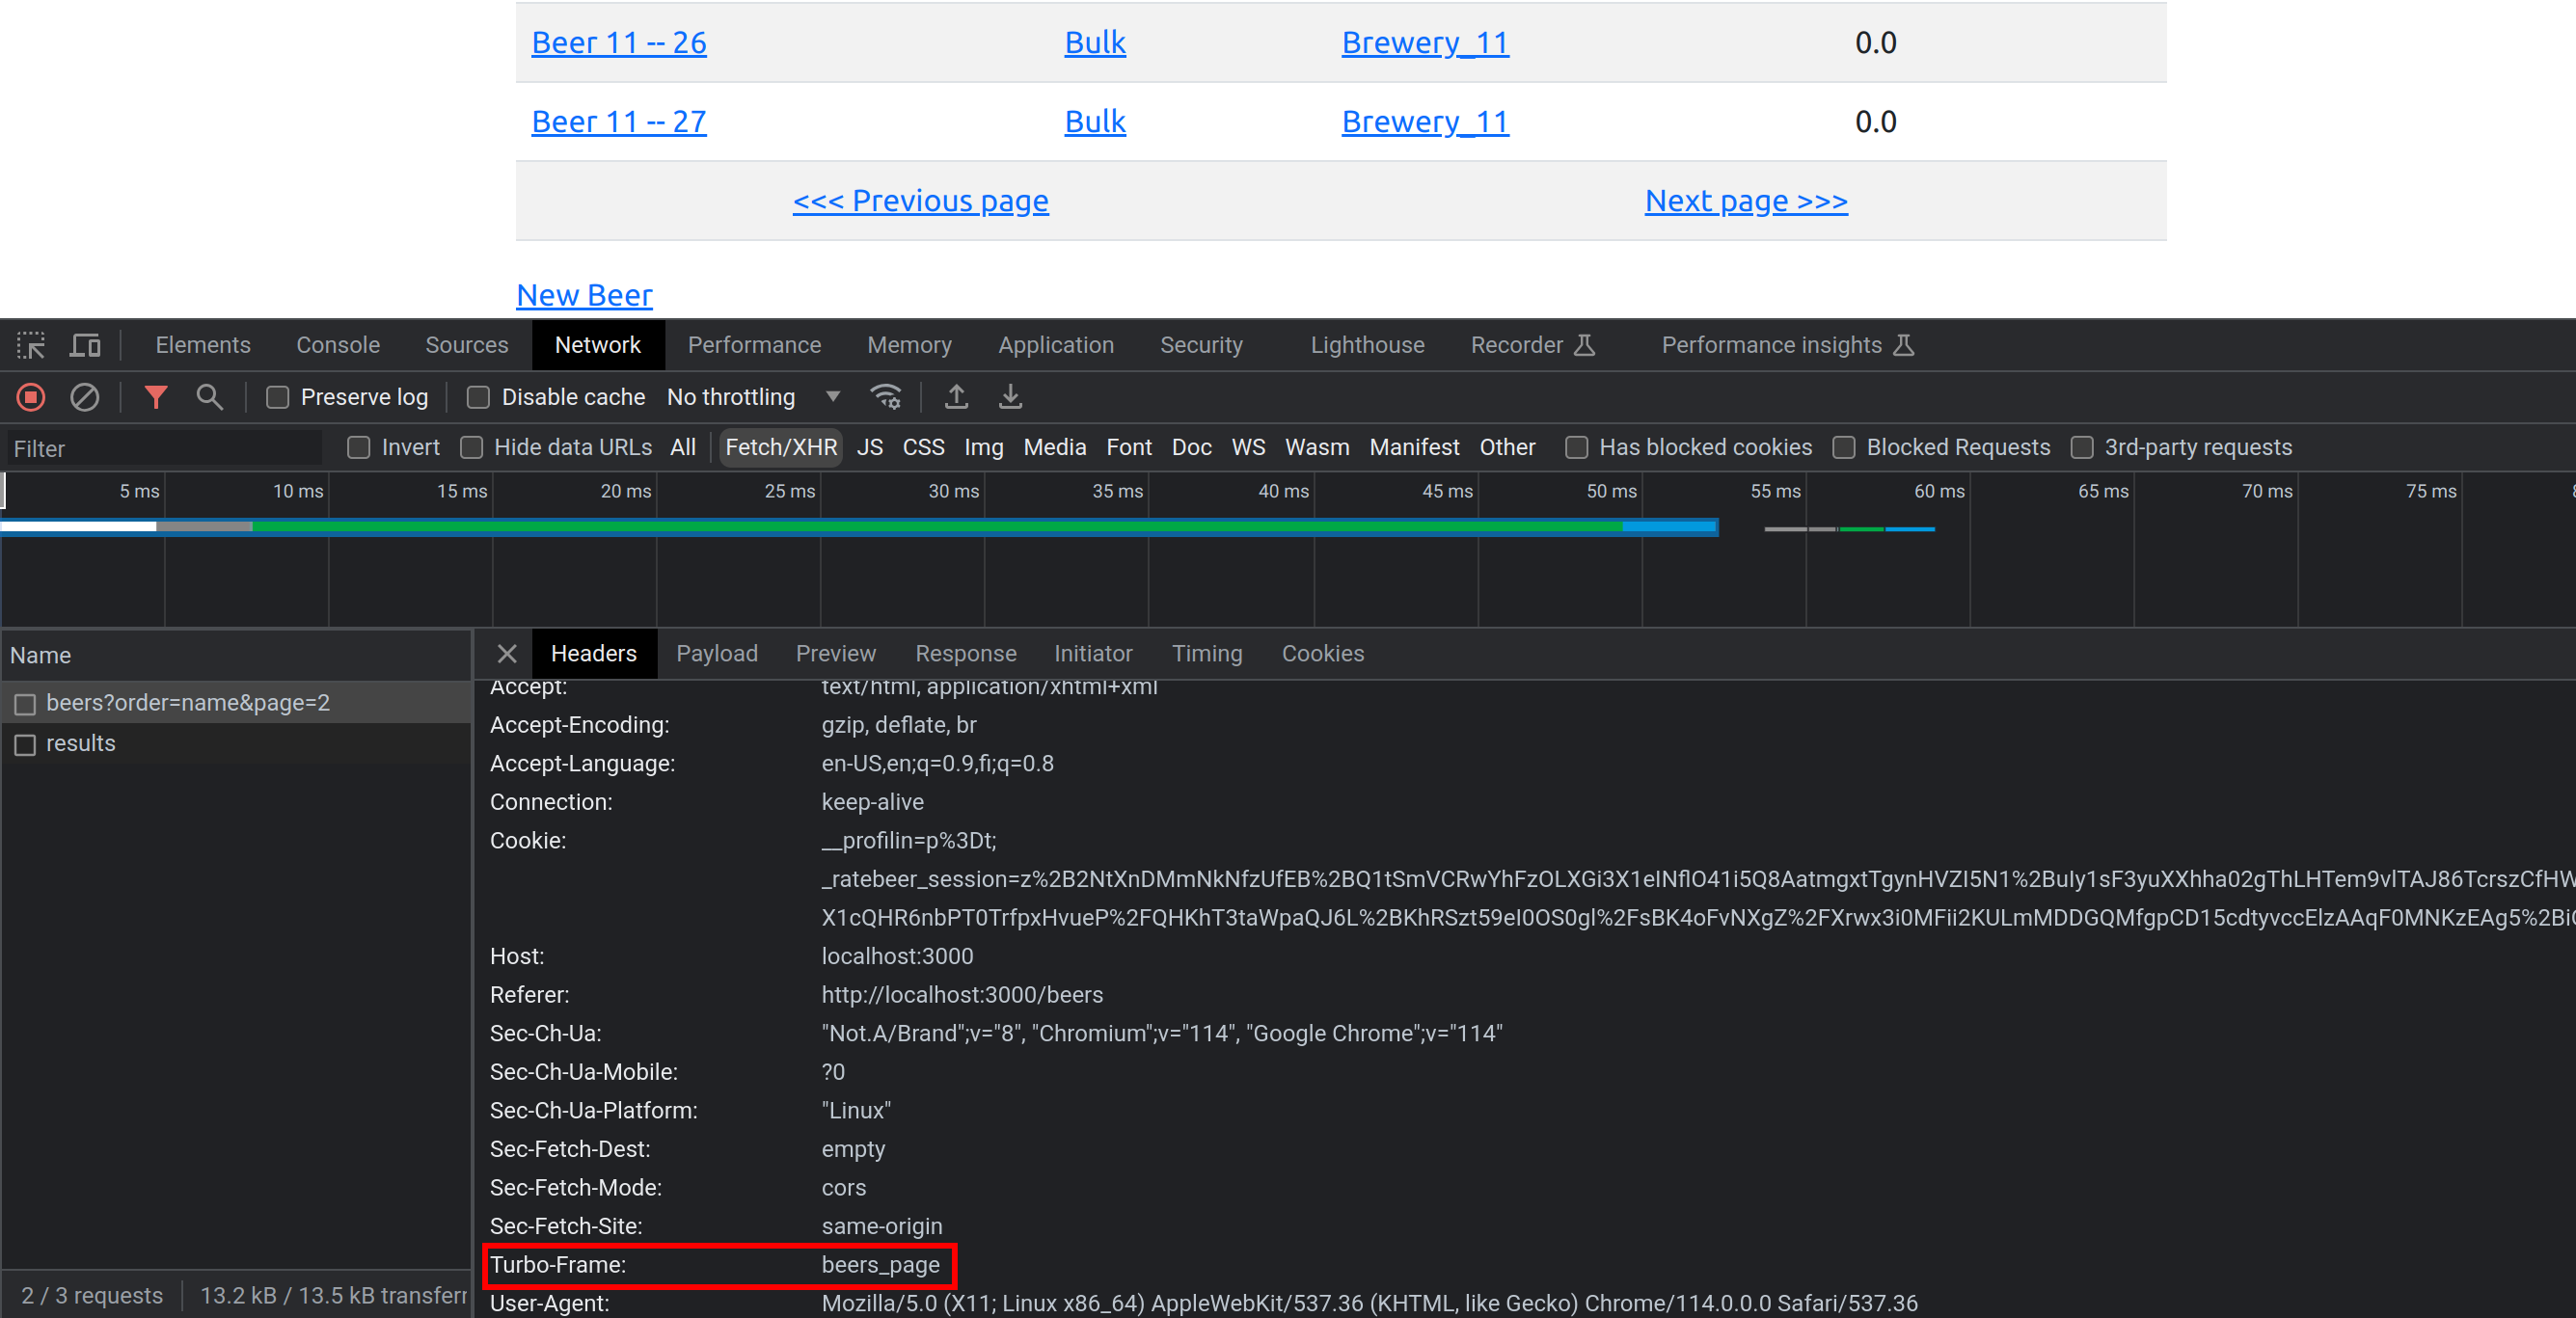 Beer 11 -- 26 Bulk Brewery_11 0.0
Beer 11 -- 27 Bulk Brewery_11 0.0
<<< Previous page Next page >>>
New Beer
Elements Console Sources Network Performance Memory Application Security Lighthouse Recorder Performance insights
Preserve log Disable cache No throttling
Filter Invert Hide data URLs All Fetch/XHR JS CSS Img Media Font Doc WS Wasm Manifest Other Has blocked cookies Blocked Requests 3rd-party requests
5 ms 10 ms 15 ms 20 ms 25 ms 30 ms 35 ms 40 ms 45 ms 50 ms 55 ms 60 ms 65 ms 70 ms 75 ms
Name Headers Payload Preview Response Initiator Timing Cookies
beers?order=name&page=2
results
Accept: text/html, application/xhtml+xml
Accept-Encoding: gzip, deflate, br
Accept-Language: en-US,en;q=0.9,fi;q=0.8
Connection: keep-alive
Cookie: __profilin=p%3Dt;
_ratebeer_session=z%2B2NtXnDMmNkNfzUfEB%2BQ1tSmVCRwYhFzOLXGi3X1eINflO41i5Q8AatmgxtTgynHVZI5N1%2BuIy1sF3yuXXhha02gThLHTem9vlTAJ86TcrszCfHW
X1cQHR6nbPT0TrfpxHvueP%2FQHKhT3taWpaQJ6L%2BKhRSzt59eI0OS0gl%2FsBK4oFvNXgZ%2FXrwx3i0MFii2KULmMDDGQMfgpCD15cdtyvccElzAAqF0MNKzEAg5%2Bi
Host: localhost:3000
Referer: http://localhost:3000/beers
Sec-Ch-Ua: "Not.A/Brand";v="8", "Chromium";v="114", "Google Chrome";v="114"
Sec-Ch-Ua-Mobile: ?0
Sec-Ch-Ua-Platform: "Linux"
Sec-Fetch-Dest: empty
Sec-Fetch-Mode: cors
Sec-Fetch-Site: same-origin
Turbo-Frame: beers_page
User-Agent: Mozilla/5.0 (X11; Linux x86_64) AppleWebKit/537.36 (KHTML, like Gecko) Chrome/114.0.0.0 Safari/537.36
2 / 3 requests 13.2 kB / 13.5 kB transferr